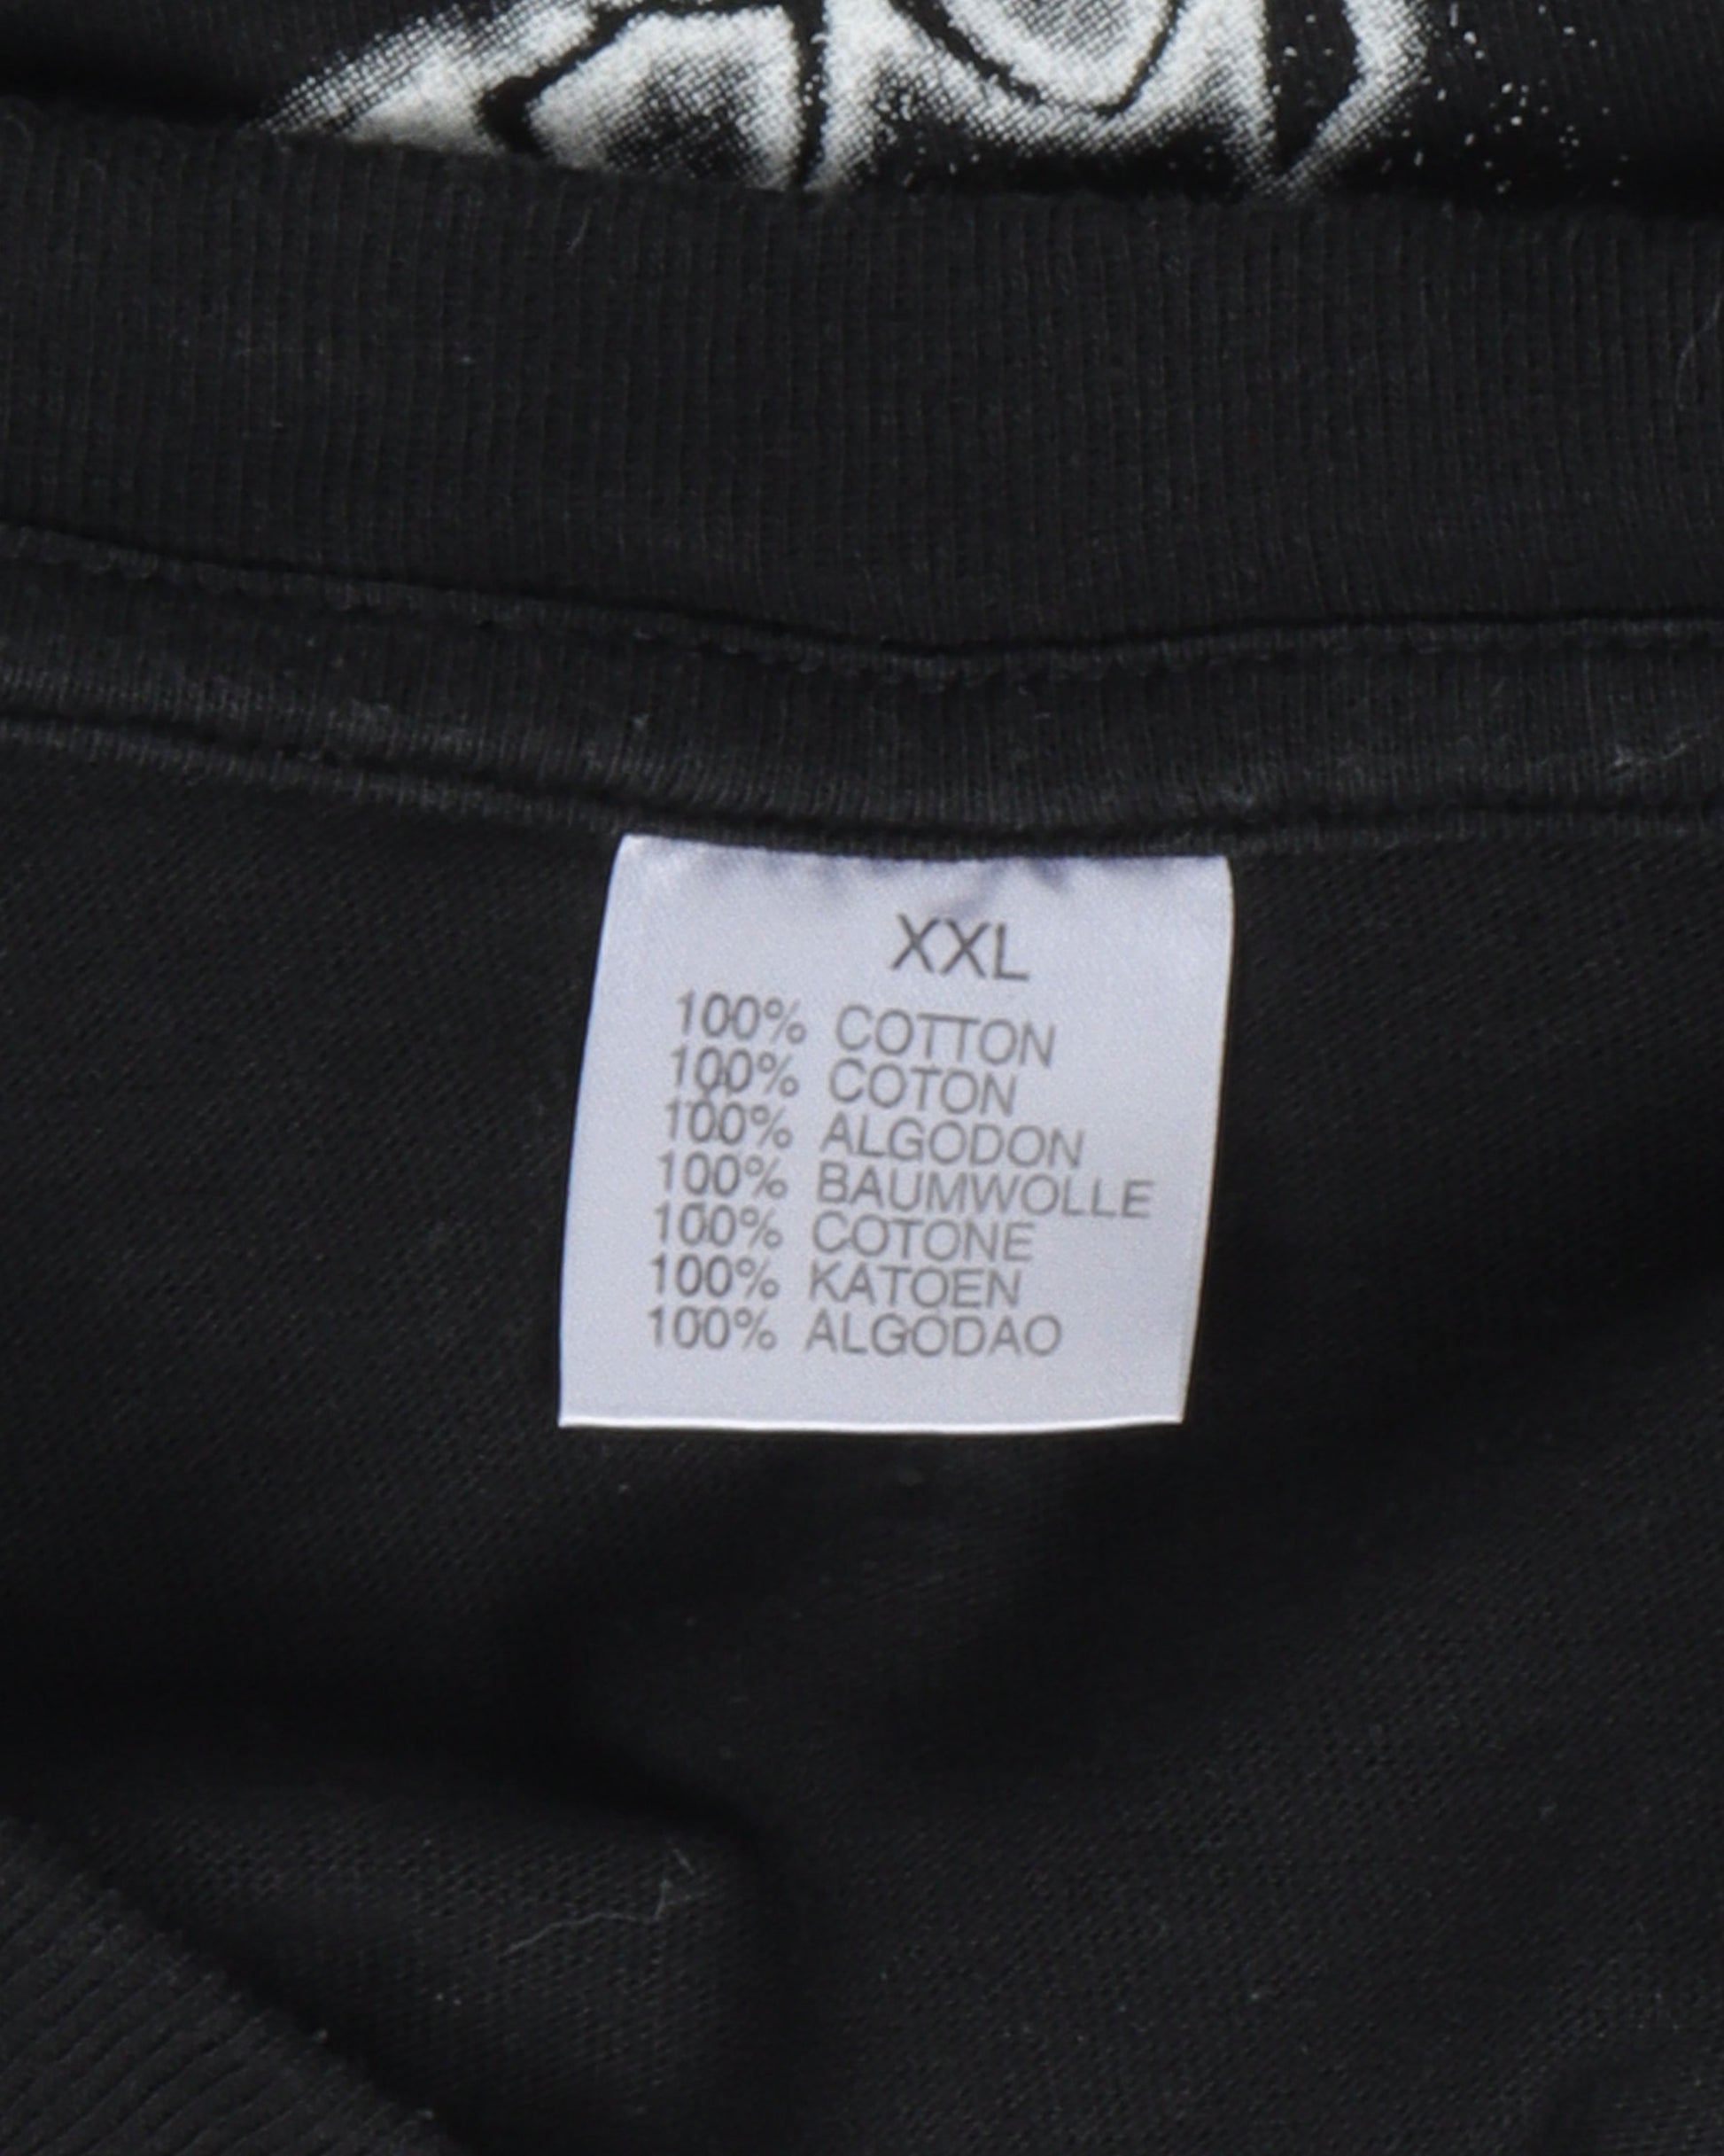 XXL
100% COTTON
100% COTON
100% ALGODON
100% BAUMWOLLE
100% COTONE
100% KATOEN
100% ALGODAO